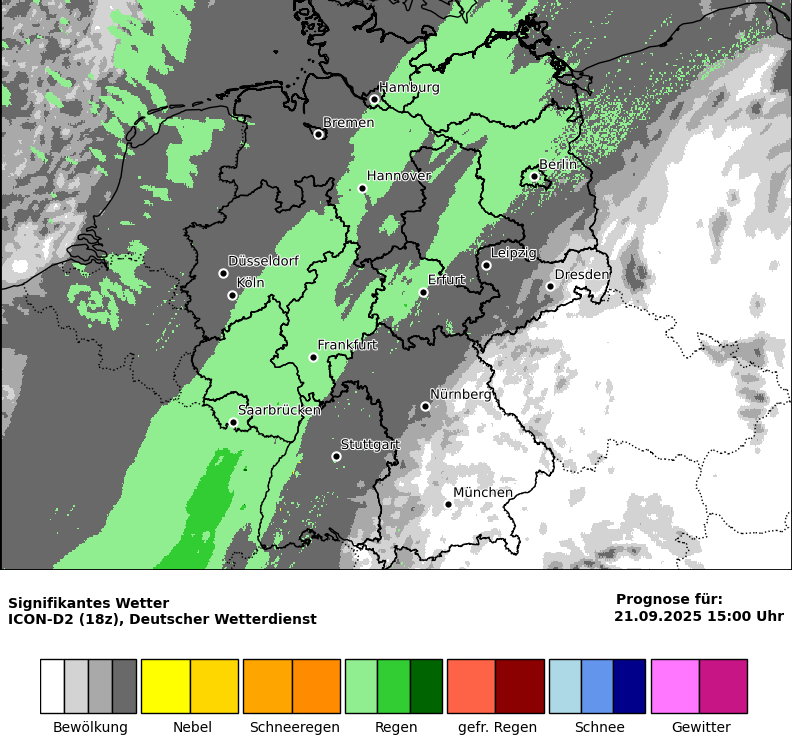 Hamburg
Bremen
Berlin
Hannover
Leipzig
Düsseldorf
Dresden
Köln
Erfurt
Frankfurt
Nürnberg
Saarbrücken
Stuttgart
München
Signifikantes Wetter
ICON-D2 (18z), Deutscher Wetterdienst
Prognose für:
21.09.2025 15:00 Uhr
Bewölkung Nebel Schneeregen Regen gefr. Regen Schnee Gewitter